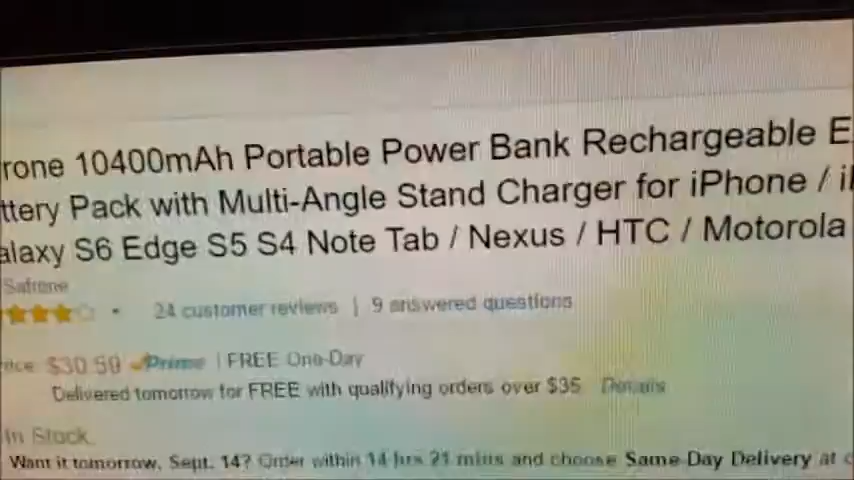 rone 10400mAh Portable Power Bank Rechargeable E
ttery Pack with Multi-Angle Stand Charger for iPhone / i
alaxy S6 Edge S5 S4 Note Tab / Nexus / HTC / Motorola
Safrone
24 customer reviews | 9 answered questions
rice: $30.59 Prime | FREE One-Day
Delivered tomorrow for FREE with qualifying orders over $35. Details
In Stock.
Want it tomorrow, Sept. 14? Order within 14 hrs 21 mins and choose Same-Day Delivery at c